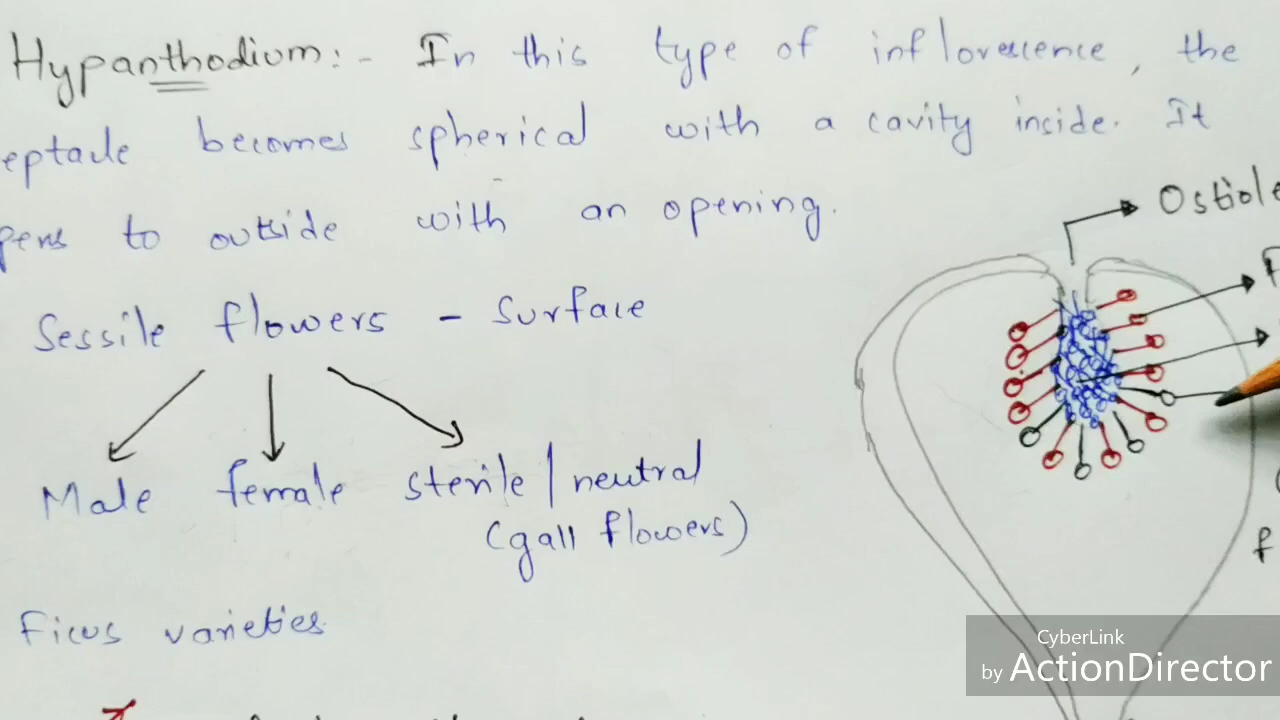 Hypanthodium:- In this type of inflorescence, the
eptacle becomes spherical with a cavity inside. It
pens to outside with an opening.
Ostiole
Sessile flowers - Surface
Male female sterile/neutral
(gall flowers)
f
Ficus varieties
CyberLink
by ActionDirector